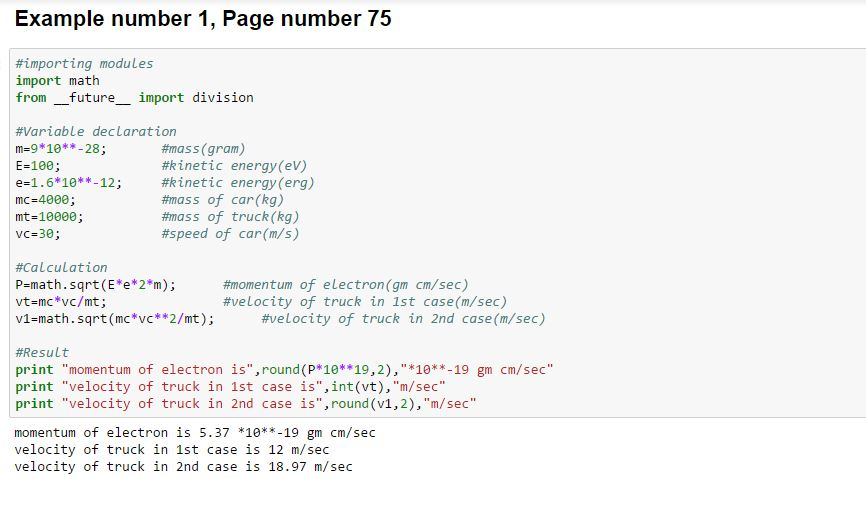 Example number 1, Page number 75
#importing modules
import math
from __future__ import division
#Variable declaration
m=9*10**-28; #mass(gram)
E=100; #kinetic energy(eV)
e=1.6*10**-12; #kinetic energy(erg)
mc=4000; #mass of car(kg)
mt=10000; #mass of truck(kg)
vc=30; #speed of car(m/s)
#Calculation
P=math.sqrt(E*e*2*m); #momentum of electron(gm cm/sec)
vt=mc*vc/mt; #velocity of truck in 1st case(m/sec)
v1=math.sqrt(mc*vc**2/mt); #velocity of truck in 2nd case(m/sec)
#Result
print "momentum of electron is",round(P*10**19,2),"*10**-19 gm cm/sec"
print "velocity of truck in 1st case is",int(vt),"m/sec"
print "velocity of truck in 2nd case is",round(v1,2),"m/sec"
momentum of electron is 5.37 *10**-19 gm cm/sec
velocity of truck in 1st case is 12 m/sec
velocity of truck in 2nd case is 18.97 m/sec